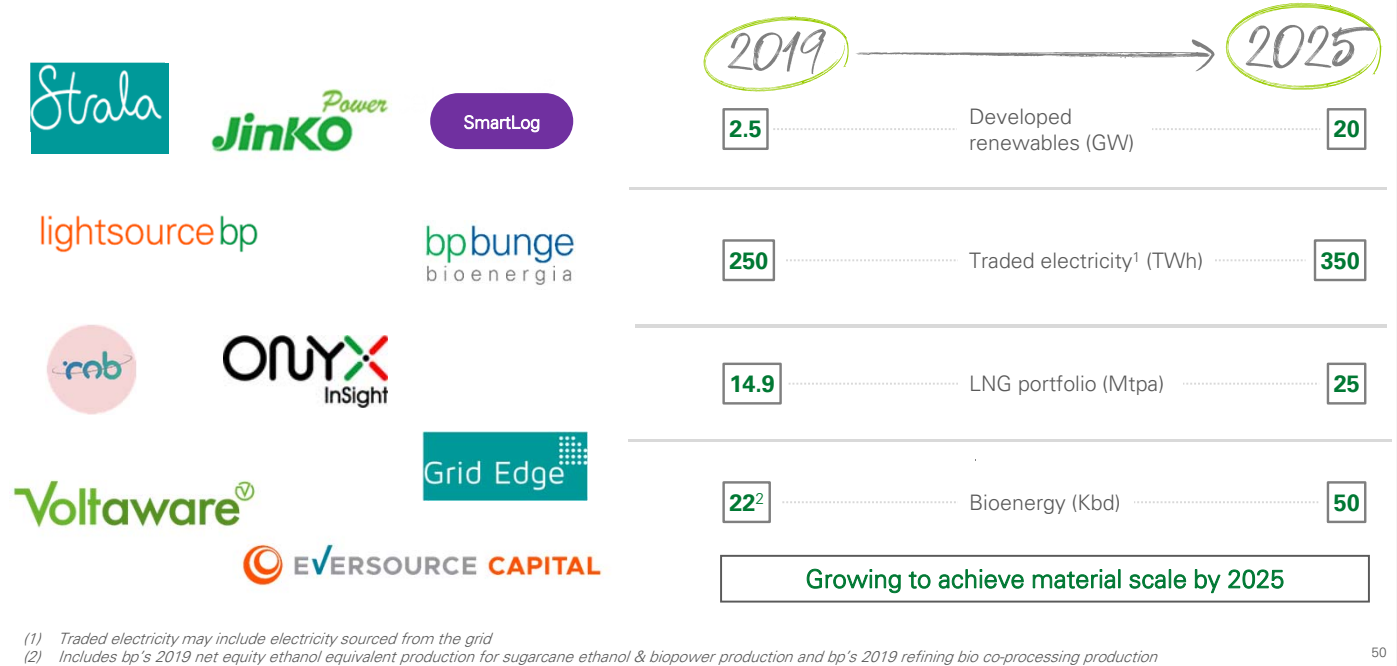 Strala
Power
JinKO
SmartLog
lightsource bp
bp bunge
bioenergia
rnb
ONYX
InSight
Grid Edge
Voltaware
V
EVERSOURCE CAPITAL
2019
2025
2.5
Developed
renewables (GW)
20
250
Traded electricity¹ (TWh)
350
14.9
LNG portfolio (Mtpa)
25
22²
Bioenergy (Kbd)
50
Growing to achieve material scale by 2025
(1) Traded electricity may include electricity sourced from the grid
(2) Includes bp's 2019 net equity ethanol equivalent production for sugarcane ethanol & biopower production and bp's 2019 refining bio co-processing production
50